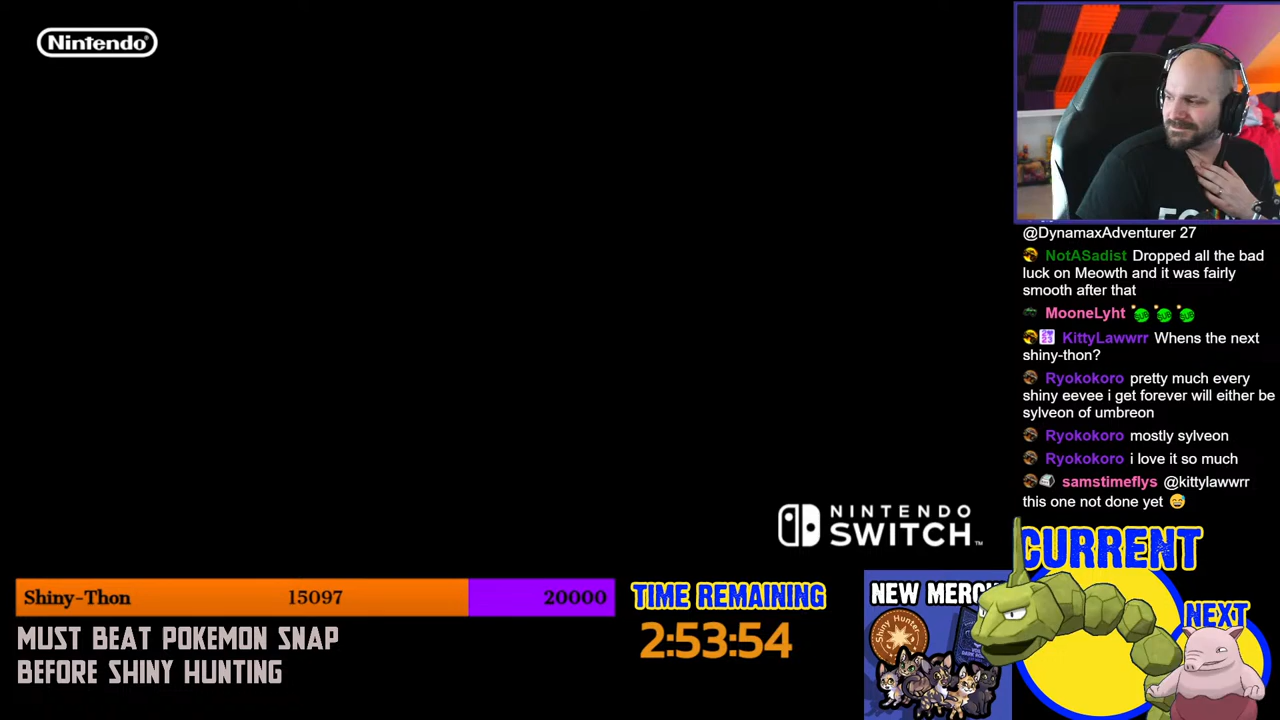 Nintendo
@DynamaxAdventurer 27
NotASadist Dropped all the bad
luck on Meowth and it was fairly
smooth after that
MooneLyht
KittyLawwrr Whens the next
shiny-thon?
Ryokokoro pretty much every
shiny eevee i get forever will either be
sylveon of umbreon
Ryokokoro mostly sylveon
Ryokokoro i love it so much
samstimeflys @kittylawwrr
this one not done yet
NINTENDO
SWITCH
CURRENT
NEXT
Shiny-Thon 15097 20000
MUST BEAT POKEMON SNAP
BEFORE SHINY HUNTING
TIME REMAINING
2:53:54
NEW MERCH
Shiny Hunter